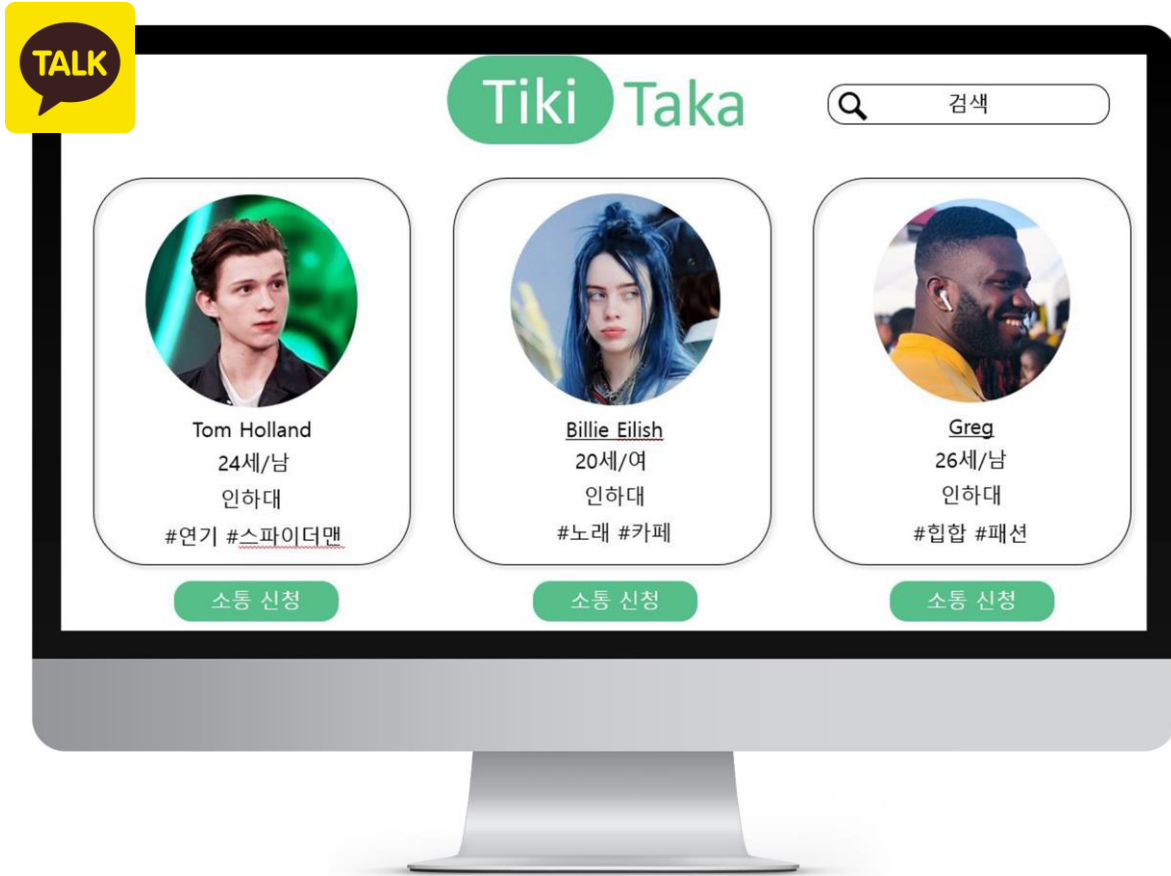 TALK
Tiki Taka
검색
Tom Holland
24세/남
인하대
#연기 #스파이더맨
소통 신청
Billie Eilish
20세/여
인하대
#노래 #카페
소통 신청
Greg
26세/남
인하대
#힙합 #패션
소통 신청